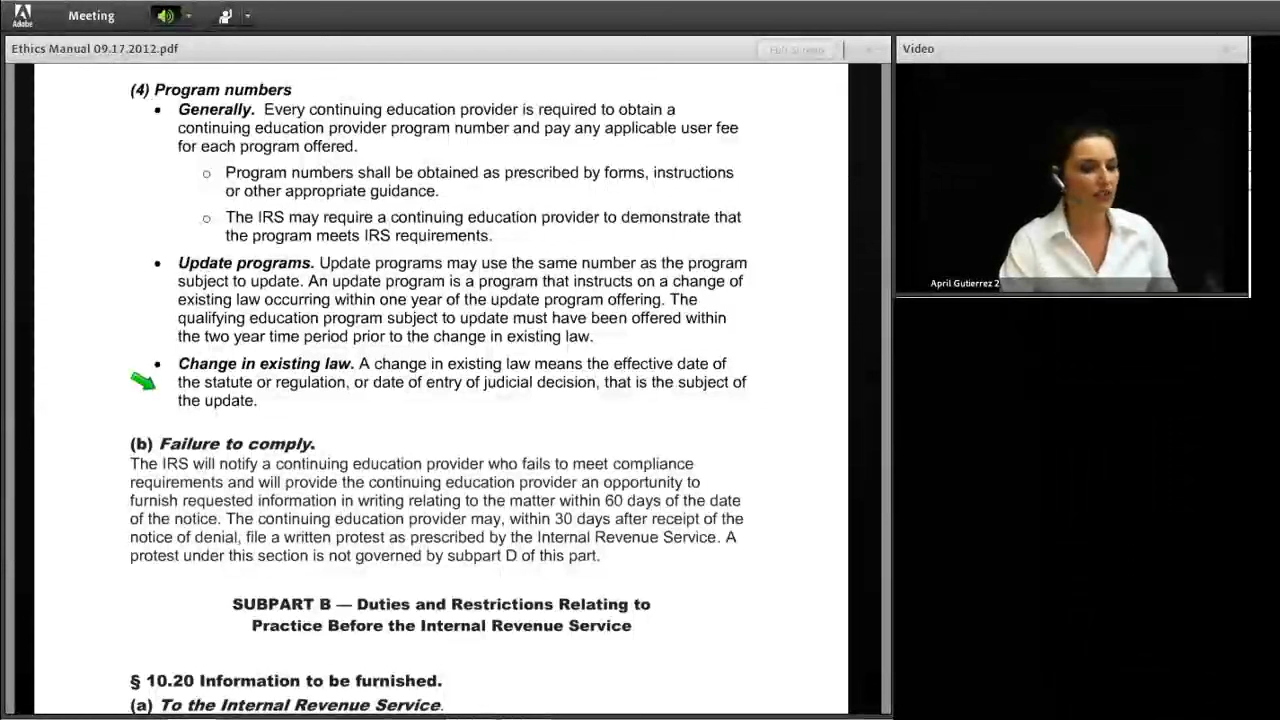 Adobe
Meeting
Ethics Manual 09.17.2012.pdf
Full Screen
Video
(4) Program numbers
• Generally. Every continuing education provider is required to obtain a
continuing education provider program number and pay any applicable user fee
for each program offered.
○ Program numbers shall be obtained as prescribed by forms, instructions
or other appropriate guidance.
○ The IRS may require a continuing education provider to demonstrate that
the program meets IRS requirements.
• Update programs. Update programs may use the same number as the program
subject to update. An update program is a program that instructs on a change of
existing law occurring within one year of the update program offering. The
qualifying education program subject to update must have been offered within
the two year time period prior to the change in existing law.
• Change in existing law. A change in existing law means the effective date of
the statute or regulation, or date of entry of judicial decision, that is the subject of
the update.
(b) Failure to comply.
The IRS will notify a continuing education provider who fails to meet compliance
requirements and will provide the continuing education provider an opportunity to
furnish requested information in writing relating to the matter within 60 days of the date
of the notice. The continuing education provider may, within 30 days after receipt of the
notice of denial, file a written protest as prescribed by the Internal Revenue Service. A
protest under this section is not governed by subpart D of this part.
SUBPART B — Duties and Restrictions Relating to
Practice Before the Internal Revenue Service
§ 10.20 Information to be furnished.
(a) To the Internal Revenue Service.
April Gutierrez 2